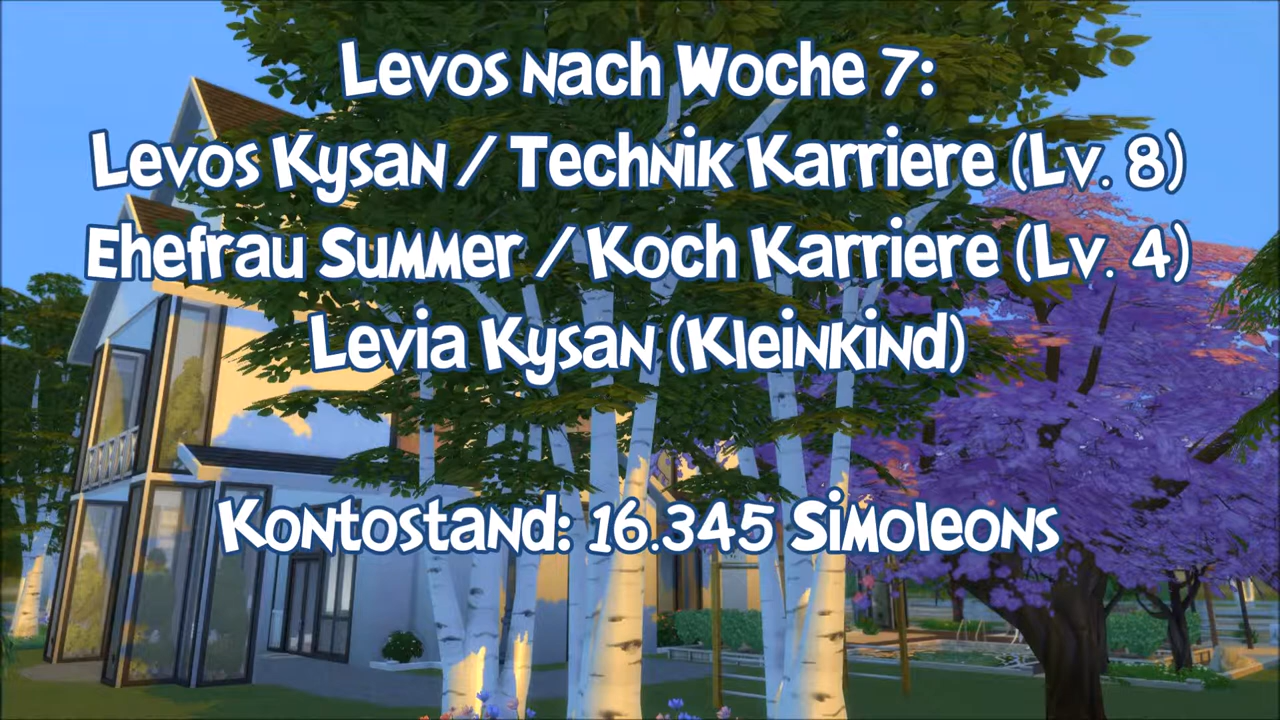 Levos nach Woche 7:
Levos Kysan / Technik Karriere (Lv. 8)
Ehefrau Summer / Koch Karriere (Lv. 4)
Levia Kysan (Kleinkind)
Kontostand: 16.345 Simoleons